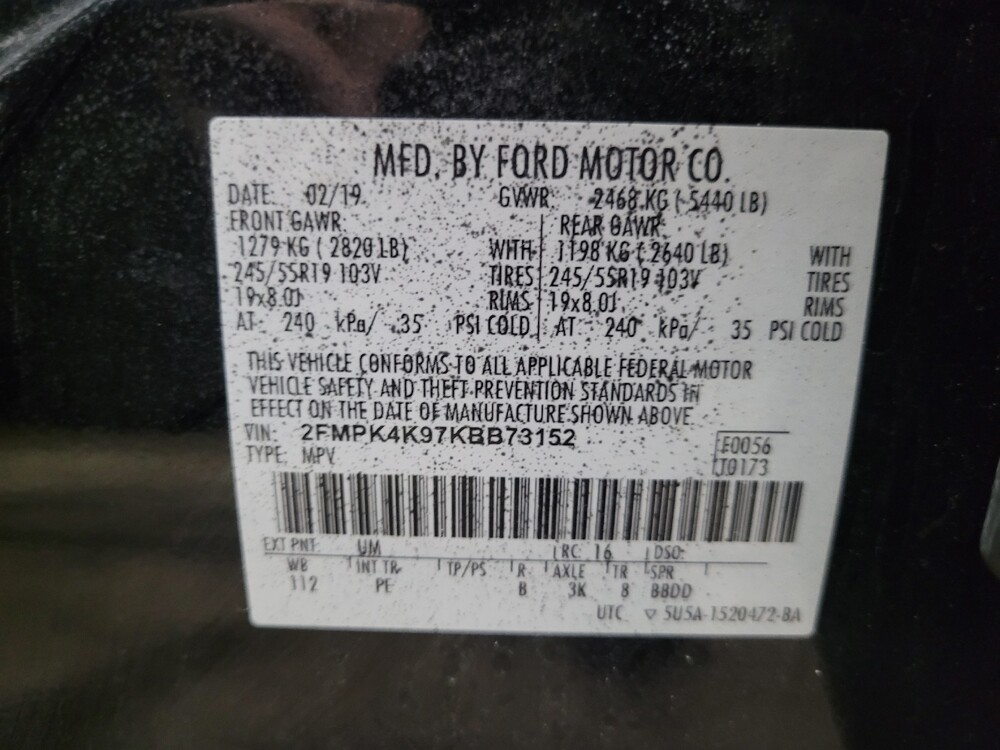 MFD. BY FORD MOTOR CO.
DATE: 02/19 GVWR: 2468 KG ( 5440 LB)
FRONT GAWR: REAR GAWR:
1279 KG ( 2820 LB) WITH 1198 KG ( 2640 LB) WITH
245/55R19 103V TIRES 245/55R19 103V TIRES
19x8.0J RIMS 19x8.0J RIMS
AT: 240 kPa/ 35 PSI COLD AT: 240 kPa/ 35 PSI COLD
THIS VEHICLE CONFORMS TO ALL APPLICABLE FEDERAL MOTOR
VEHICLE SAFETY AND THEFT PREVENTION STANDARDS IN
EFFECT ON THE DATE OF MANUFACTURE SHOWN ABOVE
VIN: 2FMPK4K97KBB73152
E0056
TYPE: MPV T0173
EXT PNT: UM RC: 16 DSO:
WB INT TR TP/PS R AXLE TR SPR
112 PE B 3K 8 BBDD
UTC ▽ 5U5A-1520472-BA